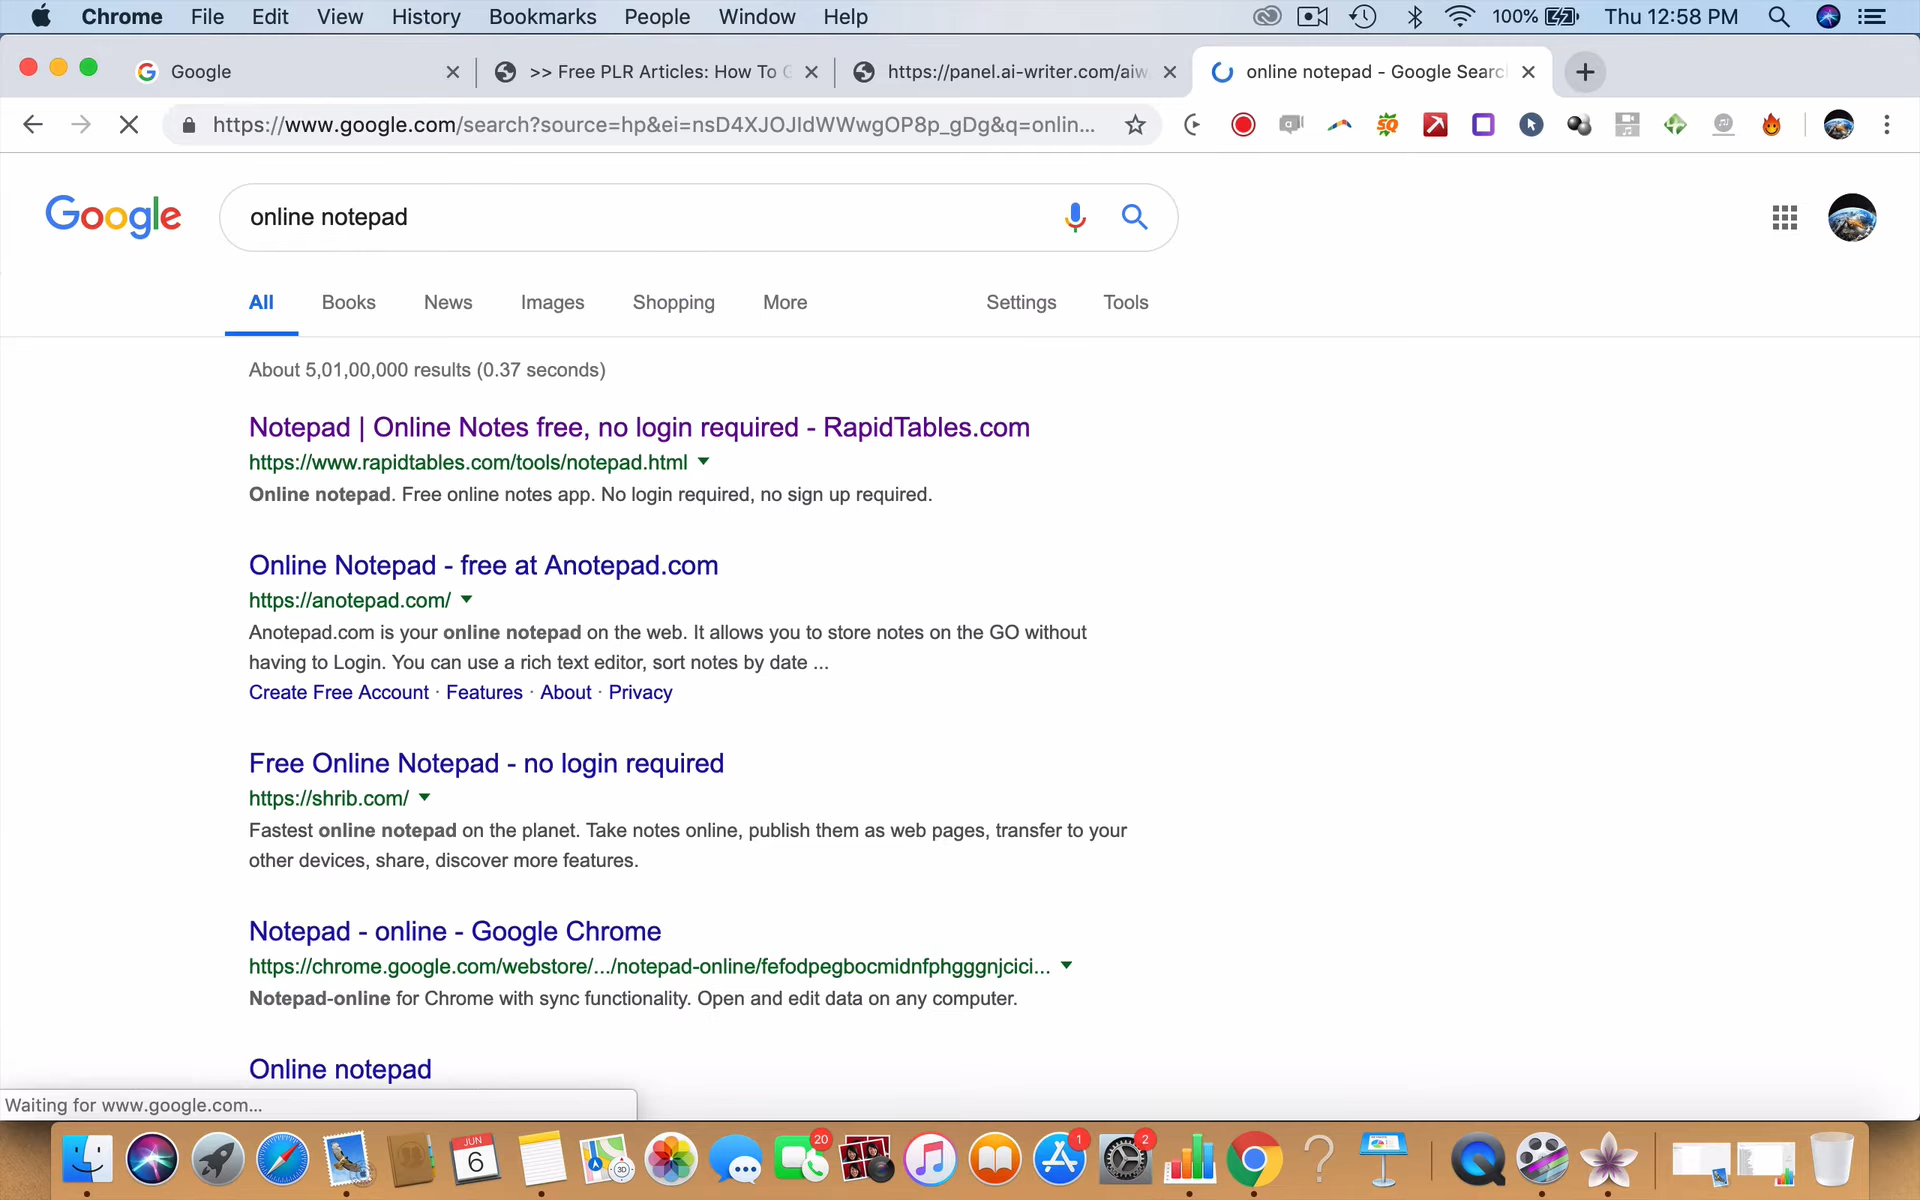 Chrome File Edit View History Bookmarks People Window Help 100% Thu 12:58 PM
Google >> Free PLR Articles: How To G https://panel.ai-writer.com/aiw online notepad - Google Searc
https://www.google.com/search?source=hp&ei=nsD4XJOJIdWWwgOP8p_gDg&q=onlin...
Google online notepad
All Books News Images Shopping More Settings Tools
About 5,01,00,000 results (0.37 seconds)
Notepad | Online Notes free, no login required - RapidTables.com
https://www.rapidtables.com/tools/notepad.html
Online notepad. Free online notes app. No login required, no sign up required.
Online Notepad - free at Anotepad.com
https://anotepad.com/
Anotepad.com is your online notepad on the web. It allows you to store notes on the GO without
having to Login. You can use a rich text editor, sort notes by date ...
Create Free Account · Features · About · Privacy
Free Online Notepad - no login required
https://shrib.com/
Fastest online notepad on the planet. Take notes online, publish them as web pages, transfer to your
other devices, share, discover more features.
Notepad - online - Google Chrome
https://chrome.google.com/webstore/.../notepad-online/fefodpegbocmidnfphgggnjcici...
Notepad-online for Chrome with sync functionality. Open and edit data on any computer.
Online notepad
Waiting for www.google.com...
JUN
6
3D
20
1
2